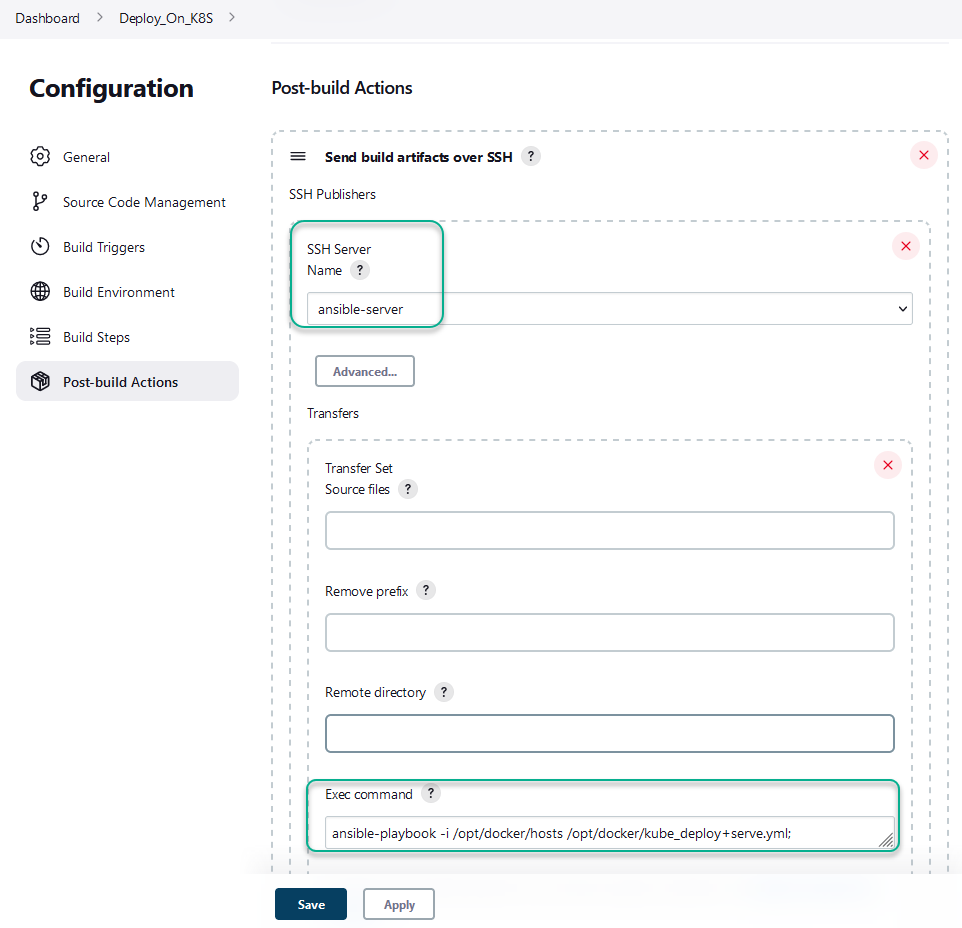 Dashboard > Deploy_On_K8S >
Configuration
General
Source Code Management
Build Triggers
Build Environment
Build Steps
Post-build Actions
Post-build Actions
Send build artifacts over SSH ?
SSH Publishers
SSH Server
Name ?
ansible-server
Advanced...
Transfers
Transfer Set
Source files ?
Remove prefix ?
Remote directory ?
Exec command ?
ansible-playbook -i /opt/docker/hosts /opt/docker/kube_deploy+serve.yml;
Save Apply